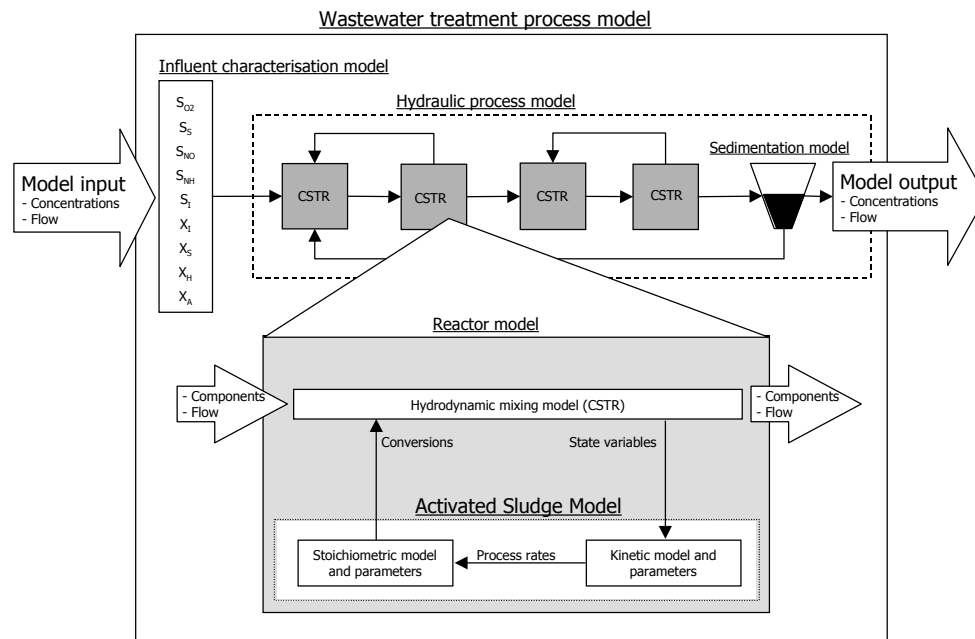 Wastewater treatment process model
Influent characterisation model
S_O2
S_S
S_NO
S_NH
S_I
X_I
X_S
X_H
X_A
Model input
- Concentrations
- Flow
Hydraulic process model
CSTR
CSTR
CSTR
CSTR
Sedimentation model
Model output
- Concentrations
- Flow
Reactor model
- Components
- Flow
Hydrodynamic mixing model (CSTR)
- Components
- Flow
Conversions
State variables
Activated Sludge Model
Stoichiometric model
and parameters
Process rates
Kinetic model and
parameters